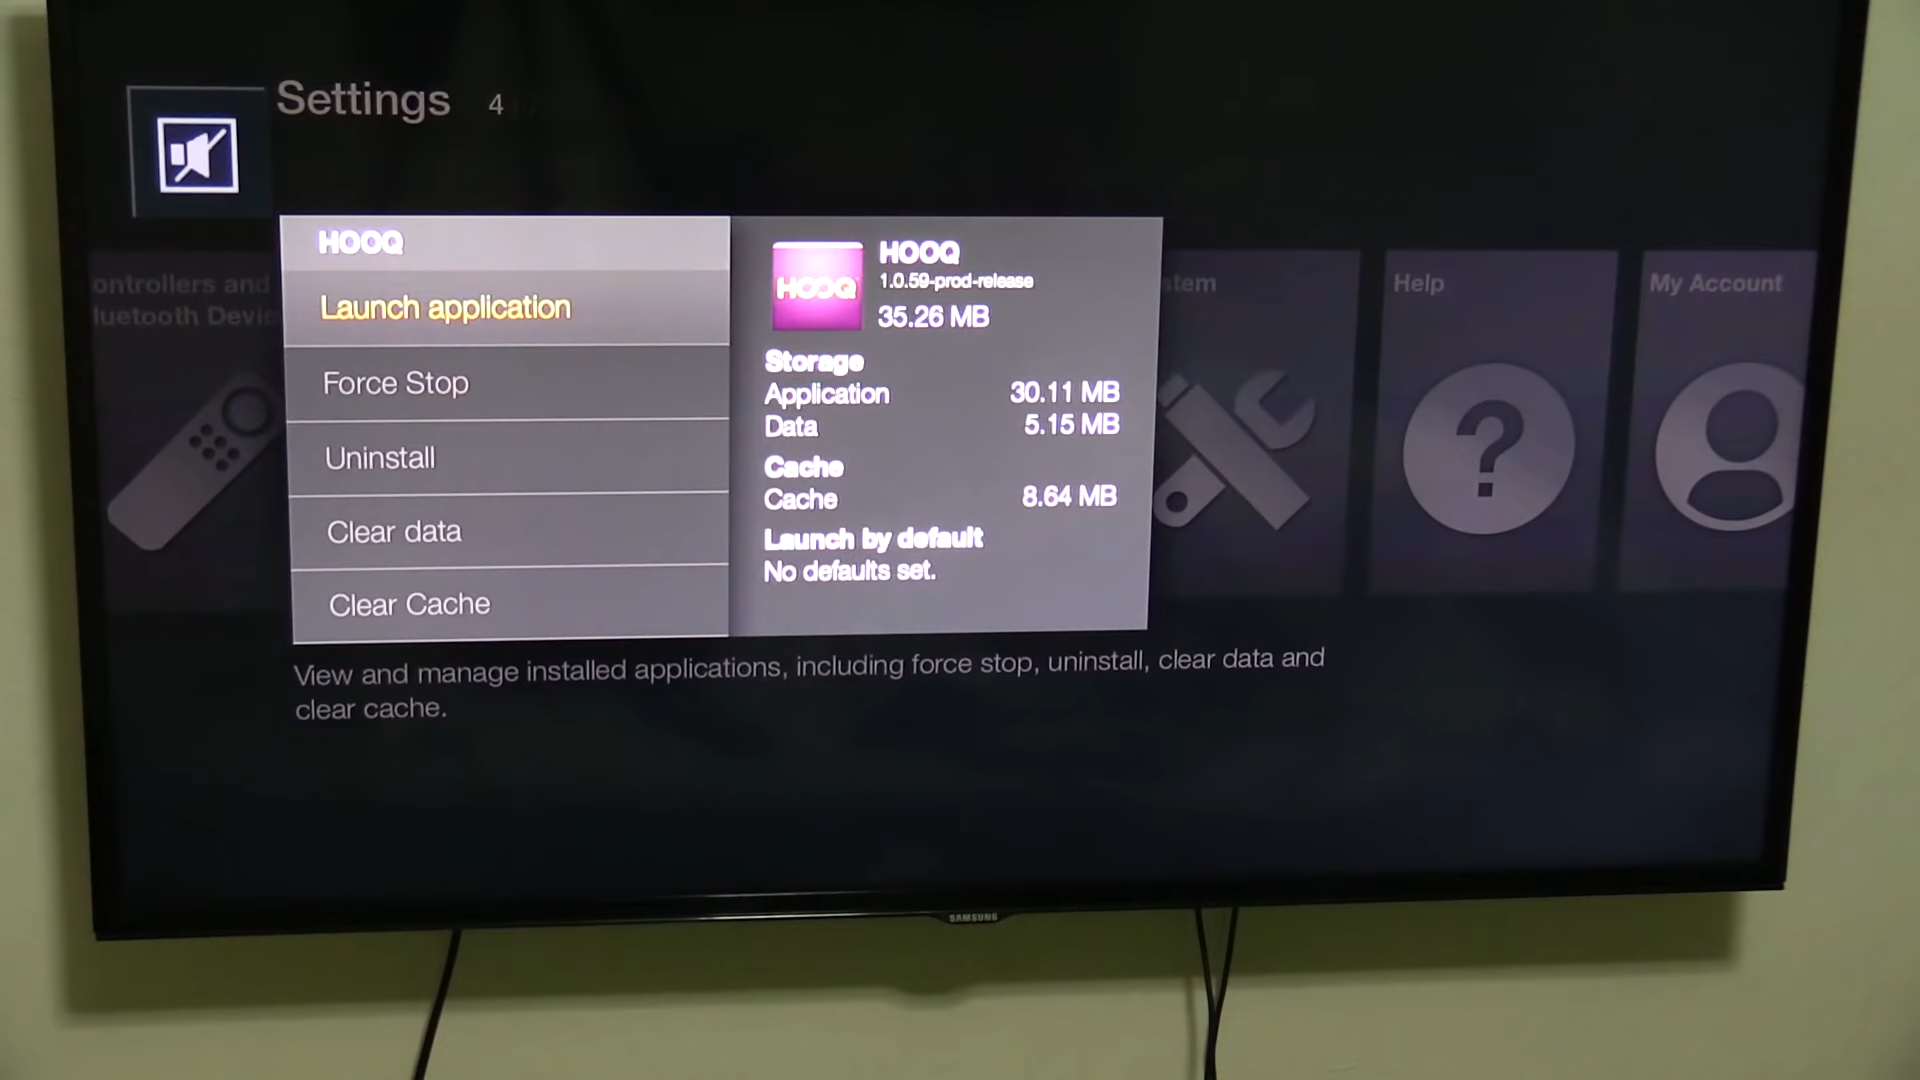 Settings 4
ontrollers and
luetooth Devic
HOOQ
Launch application
Force Stop
Uninstall
Clear data
Clear Cache
HOOQ
HOOQ
1.0.59-prod-release
35.26 MB
Storage
Application 30.11 MB
Data 5.15 MB
Cache
Cache 8.64 MB
Launch by default
No defaults set.
stem
Help
?
My Account
View and manage installed applications, including force stop, uninstall, clear data and
clear cache.
SAMSUNG